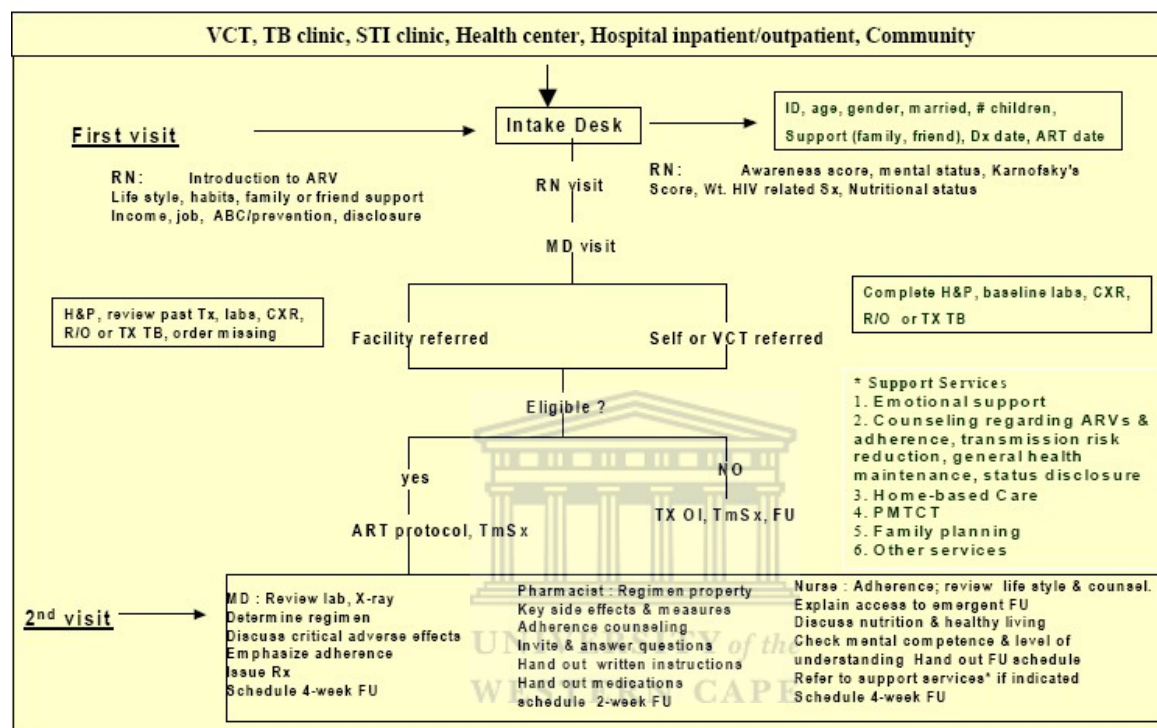 VCT, TB clinic, STI clinic, Health center, Hospital inpatient/outpatient, Community
First visit
Intake Desk
ID, age, gender, married, # children,
Support (family, friend), Dx date, ART date
RN: Introduction to ARV
Life style, habits, family or friend support
Income, job, ABC/prevention, disclosure
RN visit
RN: Awareness score, mental status, Karnofsky's
Score, Wt. HIV related Sx, Nutritional status
MD visit
H&P, review past Tx, labs, CXR,
R/O or TX TB, order missing
Facility referred
Self or VCT referred
Complete H&P, baseline labs, CXR,
R/O or TX TB
Eligible ?
yes
NO
ART protocol, TmSx
TX OI, TmSx, FU
* Support Services
1. Emotional support
2. Counseling regarding ARVs &
adherence, transmission risk
reduction, general health
maintenance, status disclosure
3. Home-based Care
4. PMTCT
5. Family planning
6. Other services
2nd visit
MD : Review lab, X-ray
Determine regimen
Discuss critical adverse effects
Emphasize adherence
Issue Rx
Schedule 4-week FU
Pharmacist : Regimen property
Key side effects & measures
Adherence counseling
Invite & answer questions
Hand out written instructions
Hand out medications
schedule 2-week FU
Nurse : Adherence; review life style & counsel.
Explain access to emergent FU
Discuss nutrition & healthy living
Check mental competence & level of
understanding Hand out FU schedule
Refer to support services* if indicated
Schedule 4-week FU
UNIVERSITY of the
WESTERN CAPE